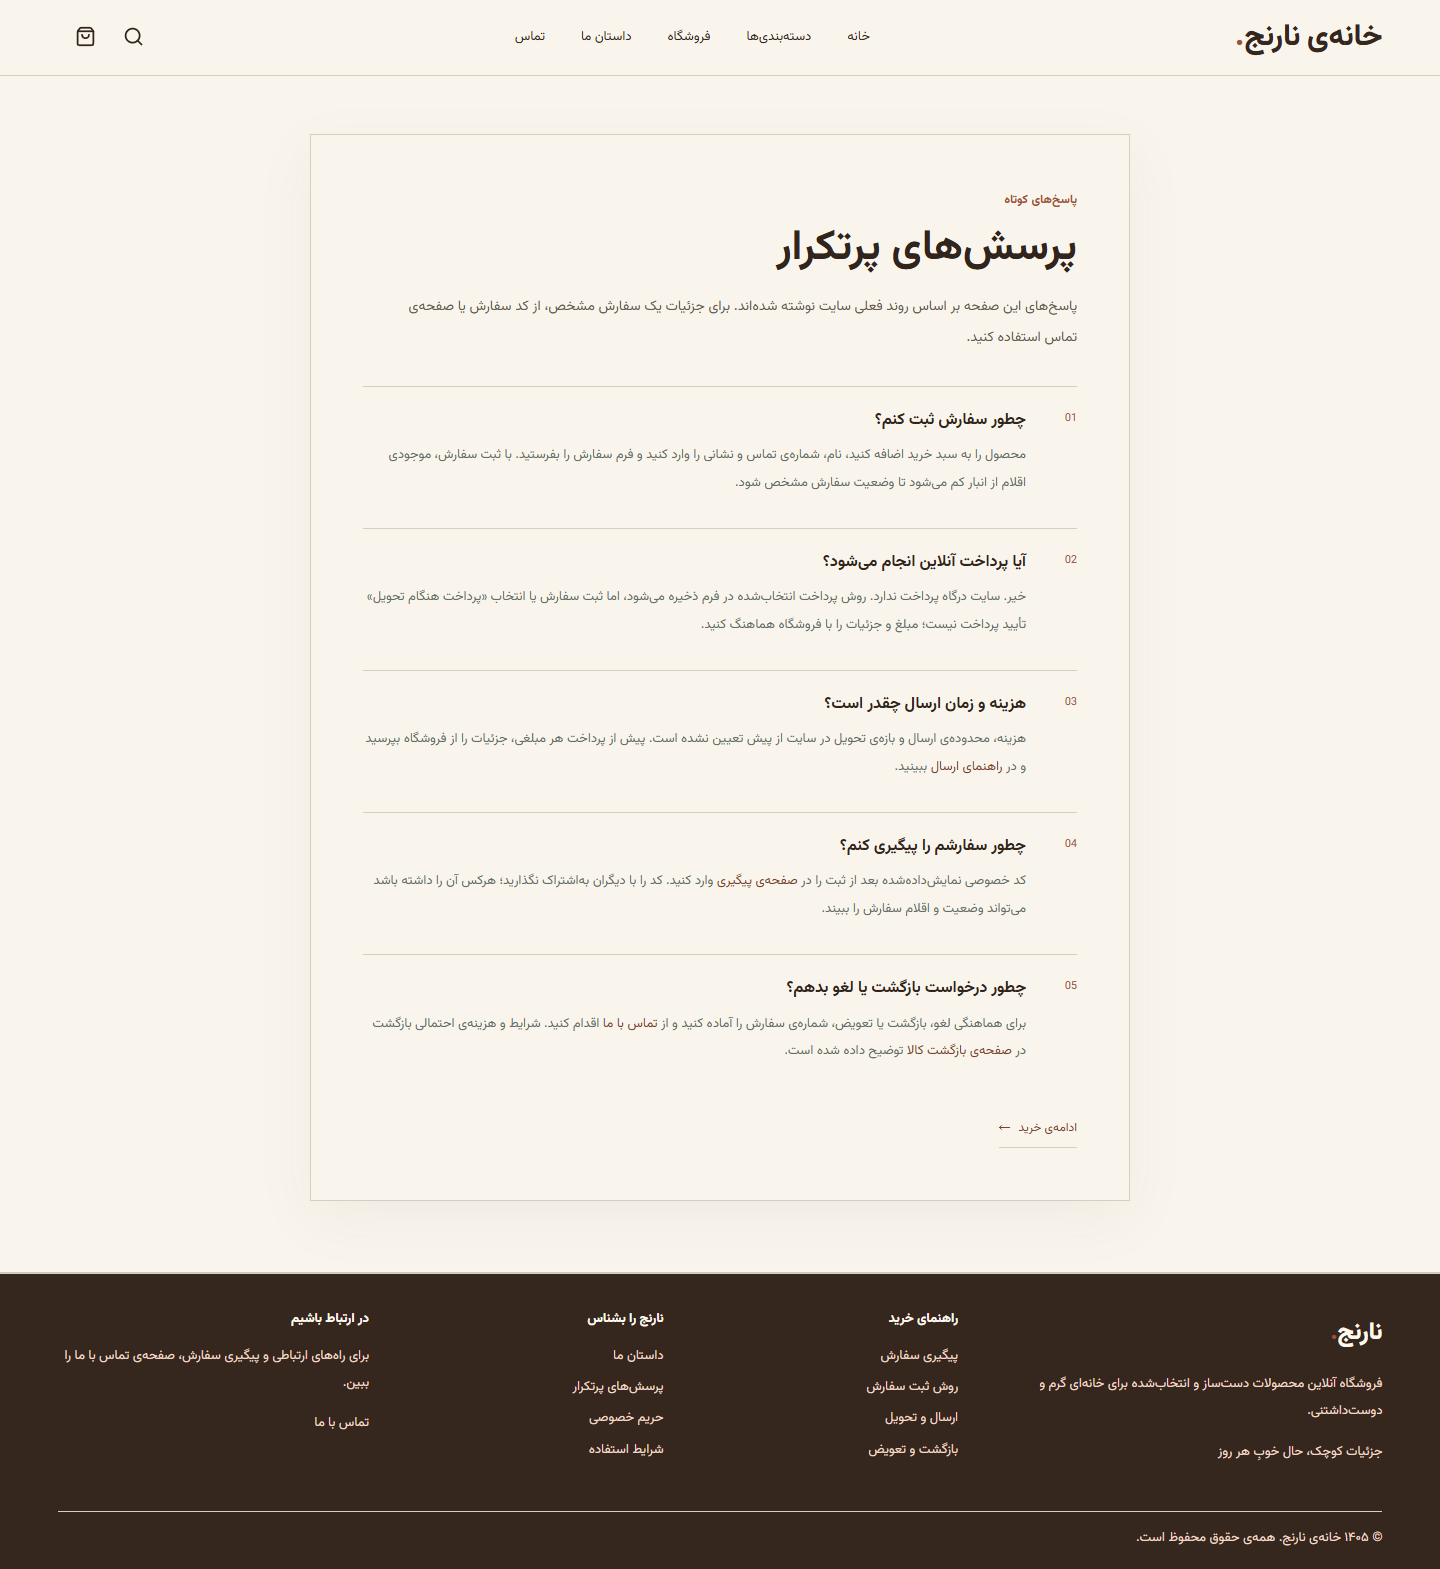 خانه‌ی نارنج.
خانه
دسته‌بندی‌ها
فروشگاه
داستان ما
تماس
پاسخ‌های کوتاه
پرسش‌های پرتکرار
پاسخ‌های این صفحه بر اساس روند فعلی سایت نوشته شده‌اند. برای جزئیات یک سفارش مشخص، از کد سفارش یا صفحه‌ی
تماس استفاده کنید.
01
چطور سفارش ثبت کنم؟
محصول را به سبد خرید اضافه کنید، نام، شماره‌ی تماس و نشانی را وارد کنید و فرم سفارش را بفرستید. با ثبت سفارش، موجودی
اقلام از انبار کم می‌شود تا وضعیت سفارش مشخص شود.
02
آیا پرداخت آنلاین انجام می‌شود؟
خیر. سایت درگاه پرداخت ندارد. روش پرداخت انتخاب‌شده در فرم ذخیره می‌شود، اما ثبت سفارش یا انتخاب «پرداخت هنگام تحویل»
تأیید پرداخت نیست؛ مبلغ و جزئیات را با فروشگاه هماهنگ کنید.
03
هزینه و زمان ارسال چقدر است؟
هزینه، محدوده‌ی ارسال و بازه‌ی تحویل در سایت از پیش تعیین نشده است. پیش از پرداخت هر مبلغی، جزئیات را از فروشگاه بپرسید
و در راهنمای ارسال ببینید.
04
چطور سفارشم را پیگیری کنم؟
کد خصوصی نمایش‌داده‌شده بعد از ثبت را در صفحه‌ی پیگیری وارد کنید. کد را با دیگران به‌اشتراک نگذارید؛ هرکس آن را داشته باشد
می‌تواند وضعیت و اقلام سفارش را ببیند.
05
چطور درخواست بازگشت یا لغو بدهم؟
برای هماهنگی لغو، بازگشت یا تعویض، شماره‌ی سفارش را آماده کنید و از تماس با ما اقدام کنید. شرایط و هزینه‌ی احتمالی بازگشت
در صفحه‌ی بازگشت کالا توضیح داده شده است.
ادامه‌ی خرید ←
نارنج.
فروشگاه آنلاین محصولات دست‌ساز و انتخاب‌شده برای خانه‌ای گرم و
دوست‌داشتنی.
جزئیات کوچک، حال خوبِ هر روز
راهنمای خرید
پیگیری سفارش
روش ثبت سفارش
ارسال و تحویل
بازگشت و تعویض
نارنج را بشناس
داستان ما
پرسش‌های پرتکرار
حریم خصوصی
شرایط استفاده
در ارتباط باشیم
برای راه‌های ارتباطی و پیگیری سفارش، صفحه‌ی تماس با ما را
ببین.
تماس با ما
© ۱۴۰۵ خانه‌ی نارنج. همه‌ی حقوق محفوظ است.